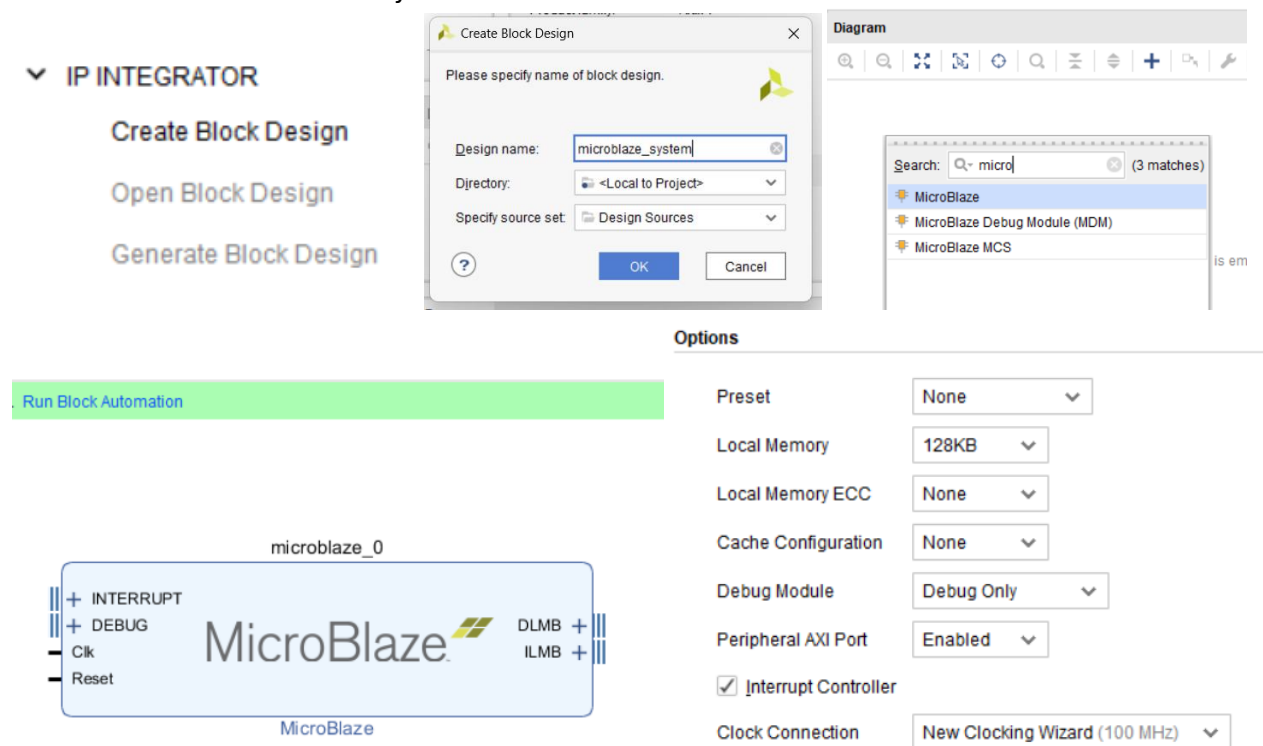 IP INTEGRATOR
Create Block Design
Open Block Design
Generate Block Design
Create Block Design
Please specify name of block design.
Design name: microblaze_system
Directory: <Local to Project>
Specify source set: Design Sources
?
OK Cancel
Diagram
Search: micro (3 matches)
MicroBlaze
MicroBlaze Debug Module (MDM)
MicroBlaze MCS
is em
Run Block Automation
microblaze_0
INTERRUPT
DEBUG
Clk
Reset
MicroBlaze
DLMB
ILMB
MicroBlaze
Options
Preset None
Local Memory 128KB
Local Memory ECC None
Cache Configuration None
Debug Module Debug Only
Peripheral AXI Port Enabled
Interrupt Controller
Clock Connection New Clocking Wizard (100 MHz)